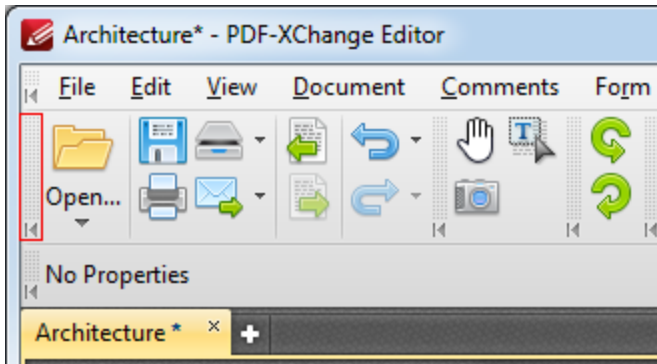 Architecture* - PDF-XChange Editor
File Edit View Document Comments Form
T
Open...
No Properties
Architecture * ×